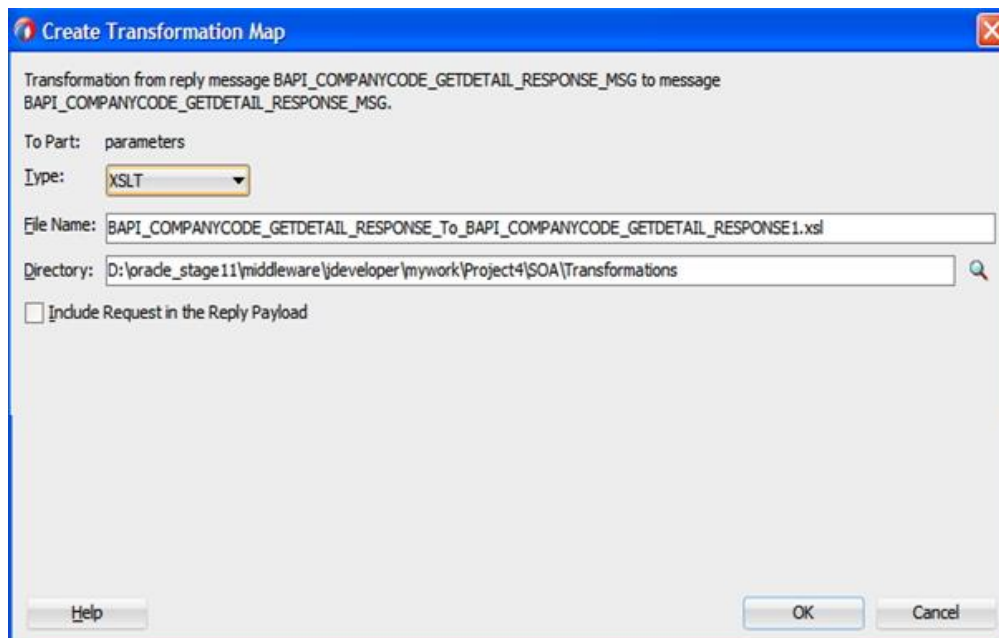 Create Transformation Map
Transformation from reply message BAPI_COMPANYCODE_GETDETAIL_RESPONSE_MSG to message
BAPI_COMPANYCODE_GETDETAIL_RESPONSE_MSG.
To Part: parameters
Type: XSLT
File Name: BAPI_COMPANYCODE_GETDETAIL_RESPONSE_To_BAPI_COMPANYCODE_GETDETAIL_RESPONSE1.xsl
Directory: D:\oracle_stage11\middleware\jdeveloper\mywork\Project4\SOA\Transformations
Include Request in the Reply Payload
Help OK Cancel